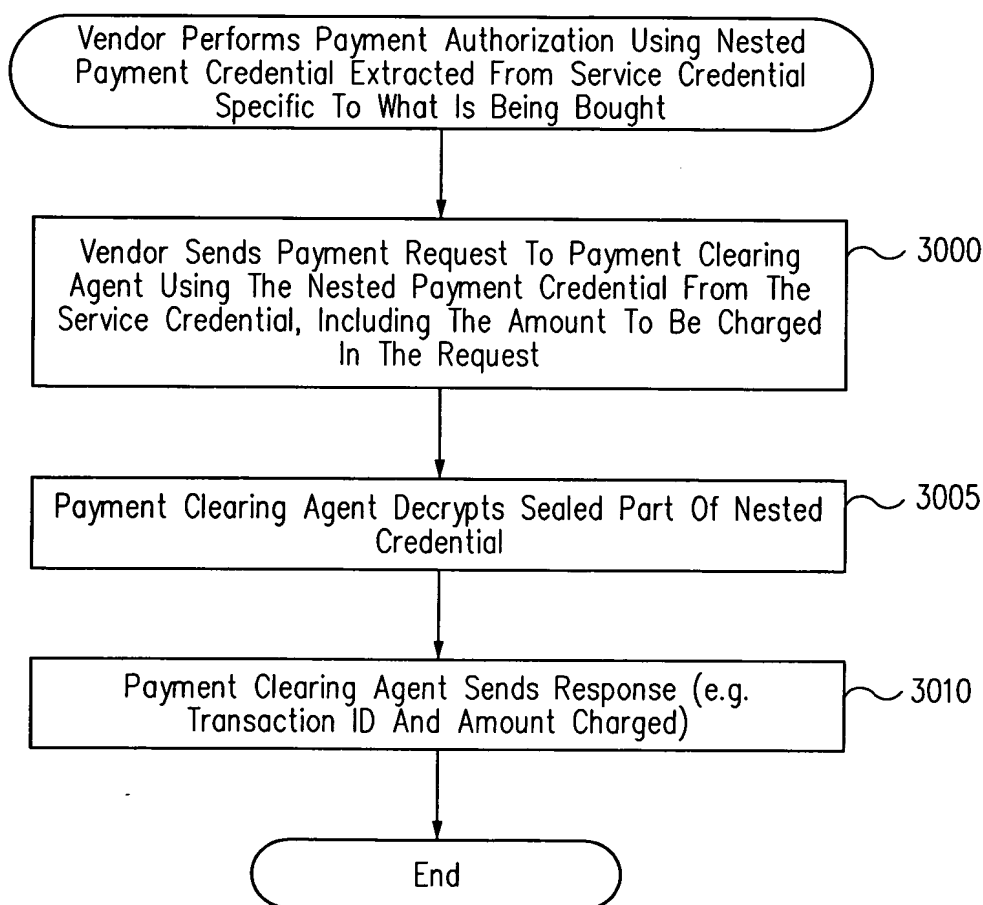 Vendor Performs Payment Authorization Using Nested
Payment Credential Extracted From Service Credential
Specific To What Is Being Bought
Vendor Sends Payment Request To Payment Clearing
Agent Using The Nested Payment Credential From The
Service Credential, Including The Amount To Be Charged
In The Request
3000
Payment Clearing Agent Decrypts Sealed Part Of Nested
Credential
3005
Payment Clearing Agent Sends Response (e.g.
Transaction ID And Amount Charged)
3010
End